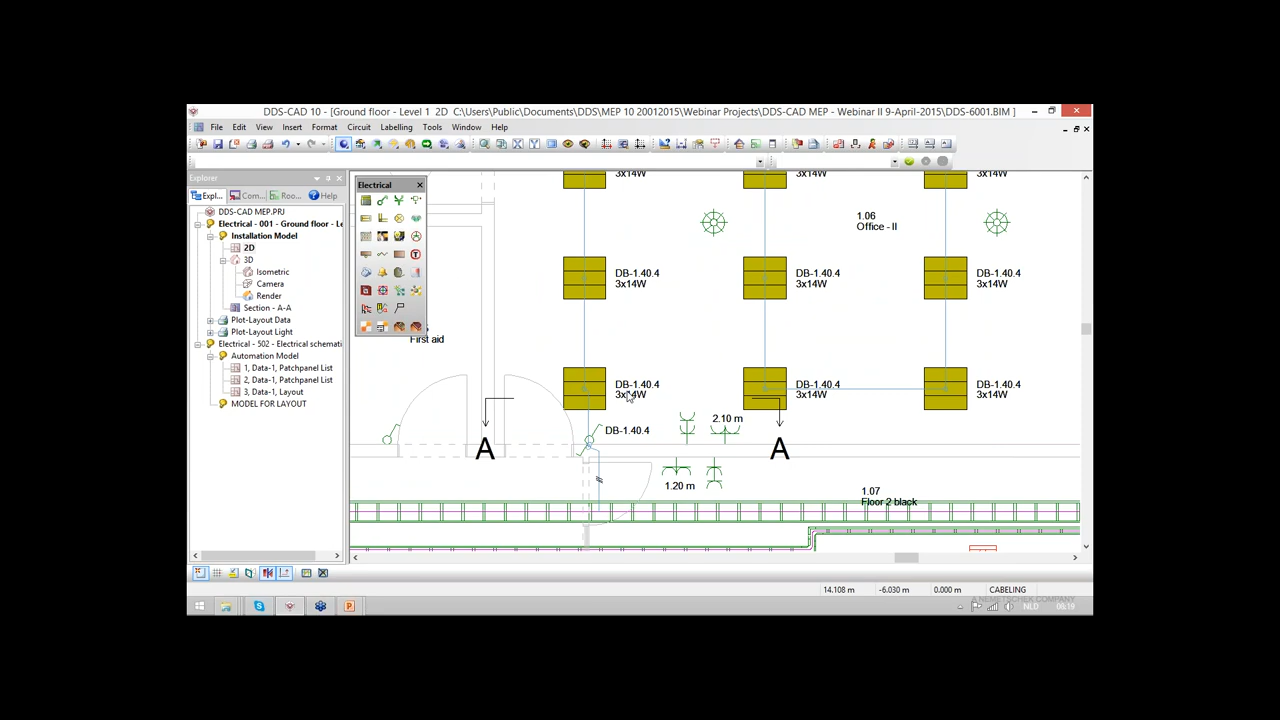 DDS-CAD 10 - [Ground floor - Level 1 2D C:\Users\Public\Documents\DDS\MEP 10 20012015\Webinar Projects\DDS-CAD MEP - Webinar II 9-April-2015\DDS-6001.BIM ]
File Edit View Insert Format Circuit Labelling Tools Window Help
Explorer
Expl... Com... Roo... Help
DDS-CAD MEP.PRJ
Electrical - 001 - Ground floor - Le
Installation Model
2D
3D
Isometric
Camera
Render
Section - A-A
Plot-Layout Data
Plot-Layout Light
Electrical - 502 - Electrical schemati
Automation Model
1, Data-1, Patchpanel List
2, Data-1, Patchpanel List
3, Data-1, Layout
MODEL FOR LAYOUT
Electrical
3x14W 3x14W 3x14W
1.06
Office - II
DB-1.40.4 DB-1.40.4 DB-1.40.4
3x14W 3x14W 3x14W
First aid
DB-1.40.4 DB-1.40.4 DB-1.40.4
3x14W 3x14W 3x14W
2.10 m
DB-1.40.4
A A
1.20 m
1.07
Floor 2 black
14.108 m -6.030 m 0.000 m CABELING
A NEMETSCHEK COMPANY
NLD 06:19